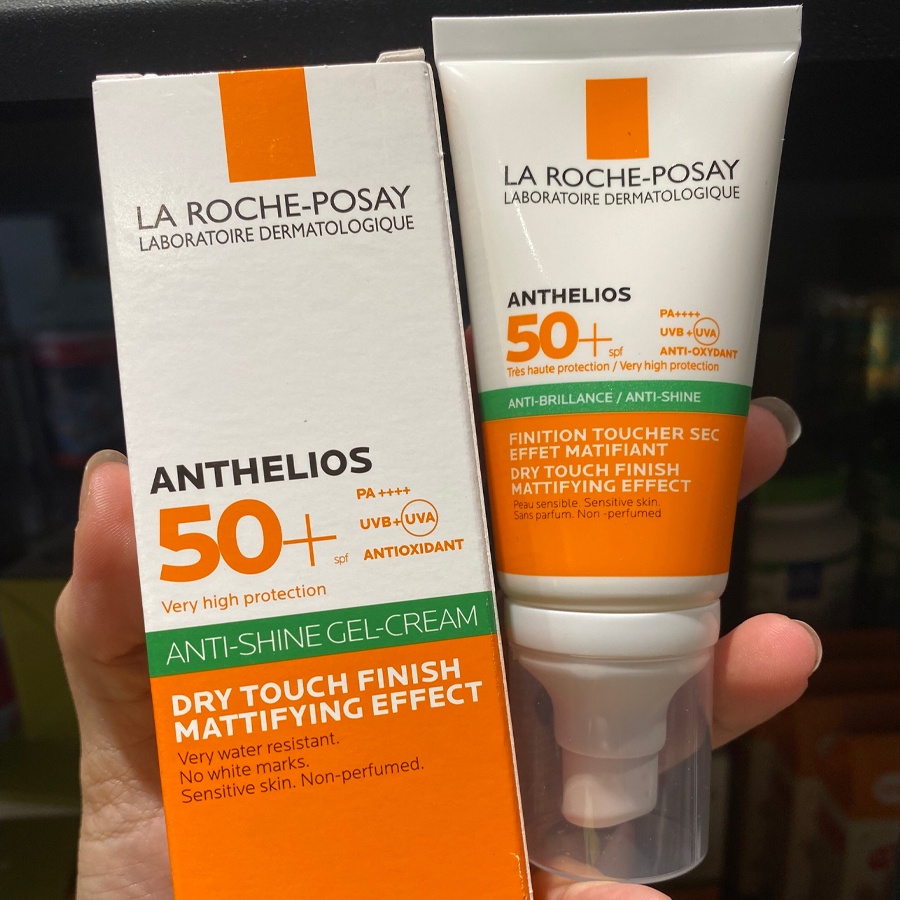 LA ROCHE-POSAY
LABORATOIRE DERMATOLOGIQUE
ANTHELIOS
50+ spf
PA ++++
UVB+UVA
ANTIOXIDANT
Very high protection
ANTI-SHINE GEL-CREAM
DRY TOUCH FINISH
MATTIFYING EFFECT
Very water resistant.
No white marks.
Sensitive skin. Non-perfumed.
LA ROCHE-POSAY
LABORATOIRE DERMATOLOGIQUE
ANTHELIOS
50+ spf
PA++++
UVB+UVA
ANTI-OXYDANT
Très haute protection / Very high protection
ANTI-BRILLANCE / ANTI-SHINE
FINITION TOUCHER SEC
EFFET MATIFIANT
DRY TOUCH FINISH
MATTIFYING EFFECT
Peau sensible. Sensitive skin.
Sans parfum. Non -perfumed